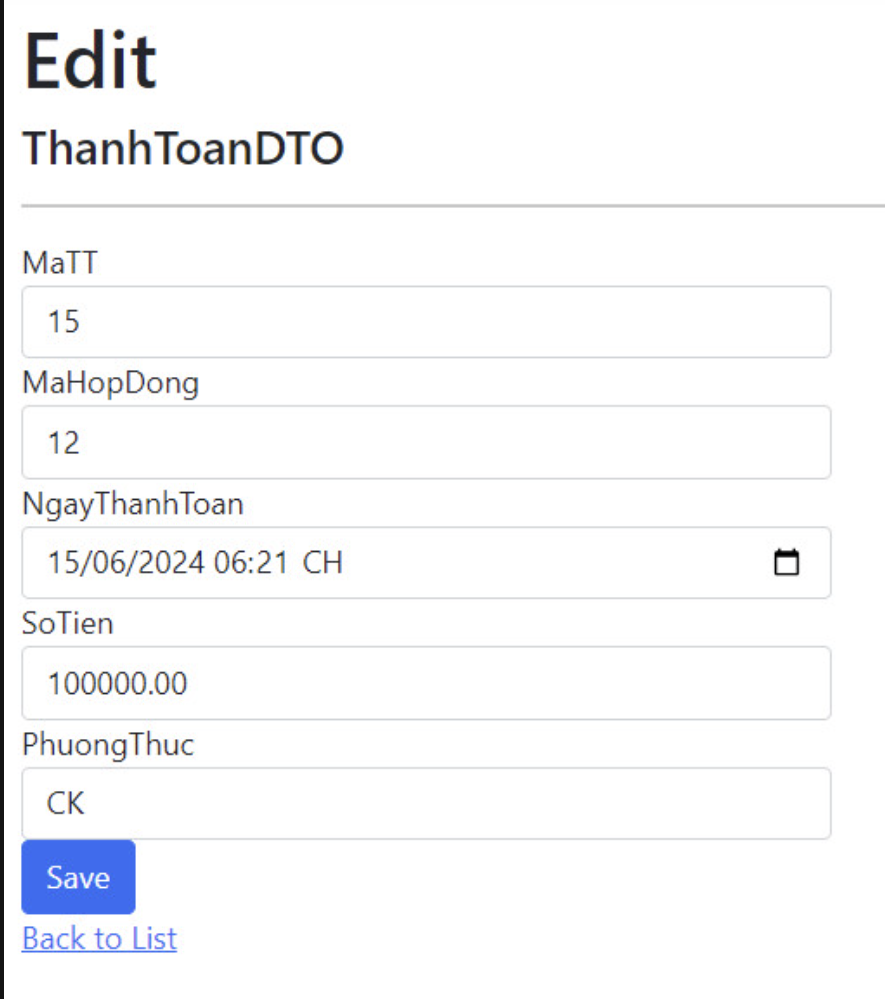 Edit
ThanhToanDTO
MaTT
15
MaHopDong
12
NgayThanhToan
15/06/2024 06:21 CH
SoTien
100000.00
PhuongThuc
CK
Save
Back to List